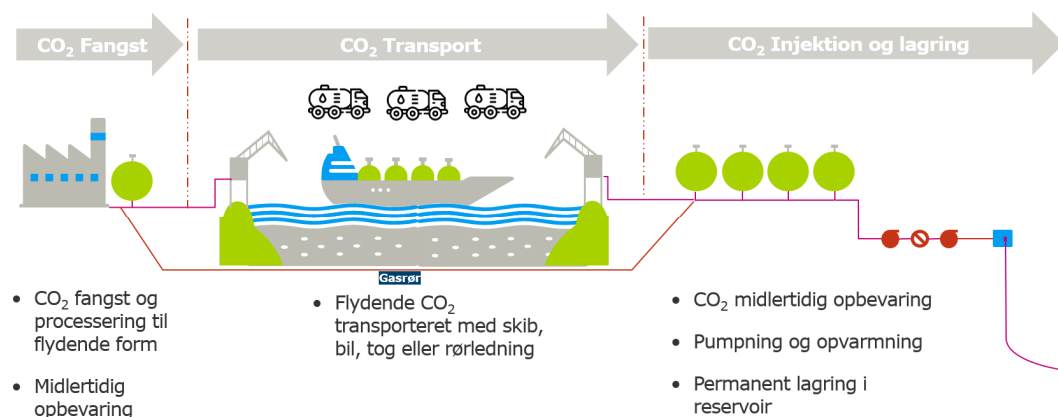 CO₂ Fangst
CO₂ Transport
CO₂ Injektion og lagring
Gasrør
• CO₂ fangst og
processering til
flydende form
• Midlertidig
opbevaring
• Flydende CO₂
transporteret med skib,
bil, tog eller rørledning
• CO₂ midlertidig opbevaring
• Pumpning og opvarmning
• Permanent lagring i
reservoir